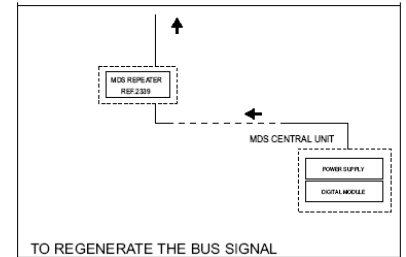 MDS REPEATER
REF.2339
MDS CENTRAL UNIT
POWER SUPPLY
DIGITAL MODULE
TO REGENERATE THE BUS SIGNAL